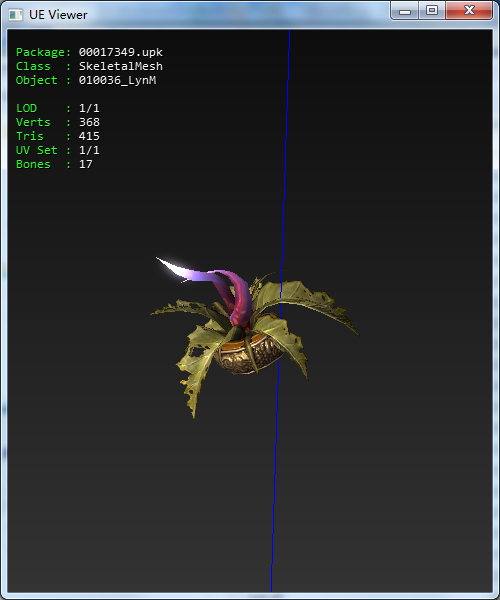 UE Viewer
Package: 00017349.upk
Class  : SkeletalMesh
Object : 010036_LynM
LOD    : 1/1
Verts  : 368
Tris   : 415
UV Set : 1/1
Bones  : 17